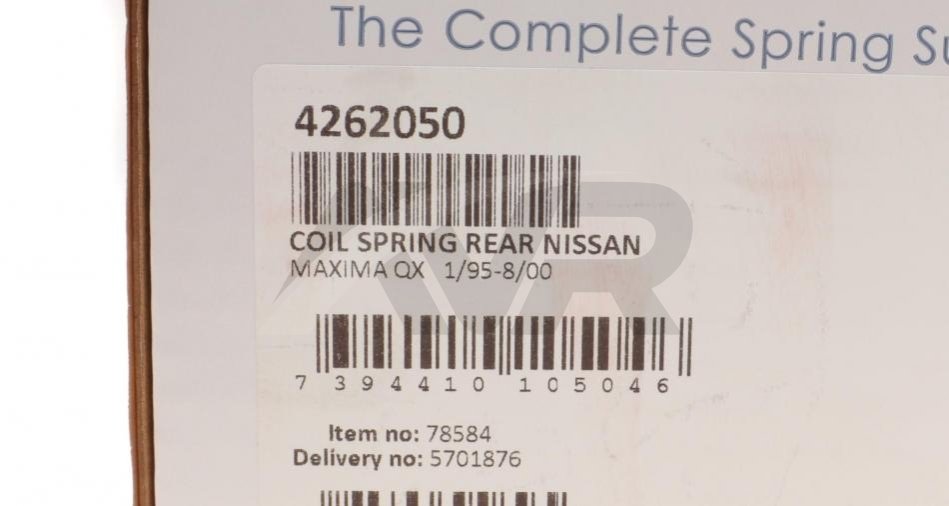 The Complete Spring
4262050
COIL SPRING REAR NISSAN
MAXIMA QX 1/95-8/00
AVR
7 394410 105046
Item no: 78584
Delivery no: 5701876